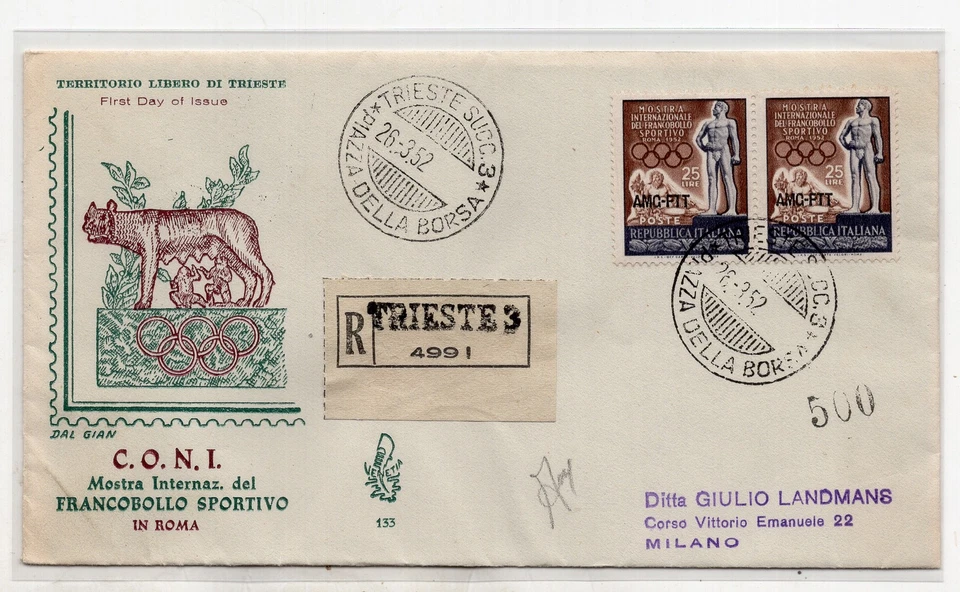 TERRITORIO LIBERO DI TRIESTE
First Day of Issue
*TRIESTE SUCC. 3*
PIAZZA DELLA BORSA
26-3.52
MOSTRA
INTERNAZIONALE
DEL FRANCOBOLLO
SPORTIVO
ROMA 1952
25
LIRE
AMG-FTT
POSTE
REPUBBLICA ITALIANA
MOSTRA
INTERNAZIONALE
DEL FRANCOBOLLO
SPORTIVO
ROMA 1952
25
LIRE
AMG-FTT
POSTE
REPUBBLICA ITALIANA
CC. 3
PIAZZA DELLA BORSA
26-3.52
R
TRIESTE 3
4991
500
DAL GIAN
C. O. N. I.
Mostra Internaz. del
FRANCOBOLLO SPORTIVO
IN ROMA
133
Ditta GIULIO LANDMANS
Corso Vittorio Emanuele 22
MILANO